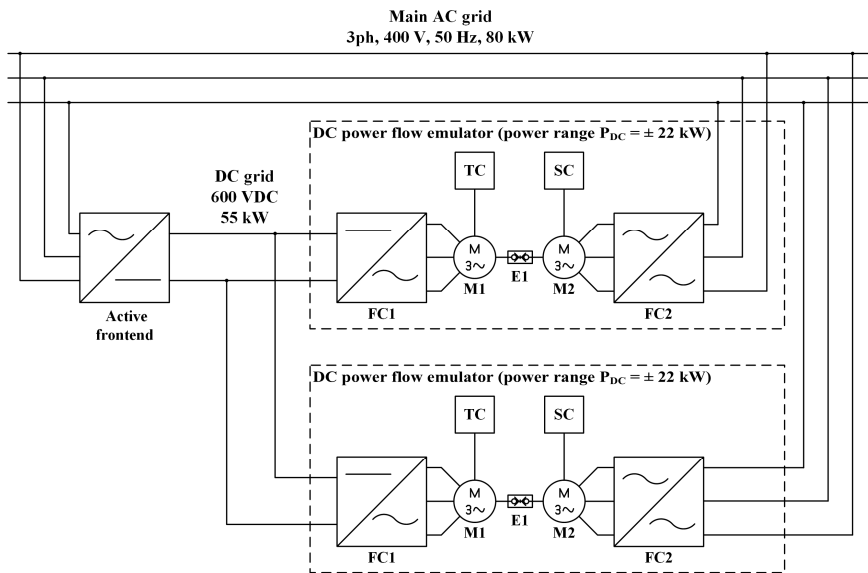 Main AC grid
3ph, 400 V, 50 Hz, 80 kW
DC power flow emulator (power range PDC = ± 22 kW)
TC
SC
DC grid
600 VDC
55 kW
M
3~
M
3~
E1
M1
M2
FC1
FC2
Active
frontend
DC power flow emulator (power range PDC = ± 22 kW)
TC
SC
M
3~
M
3~
E1
M1
M2
FC1
FC2